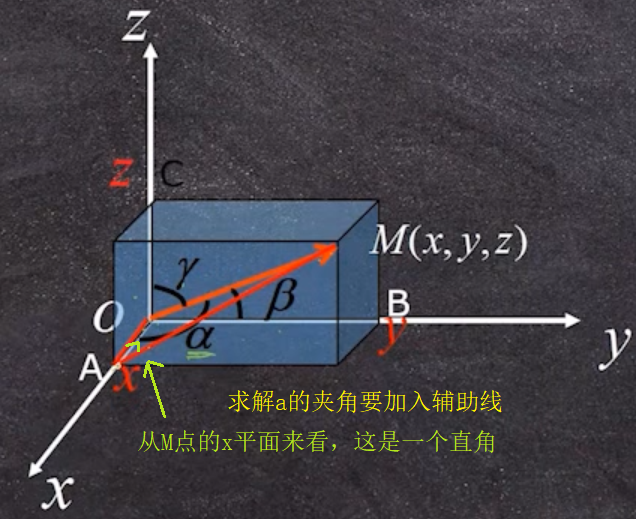 z
z C
M(x,y,z)
γ
β
B
O
α
y
y
A
x
求解a的夹角要加入辅助线
从M点的x平面来看，这是一个直角
x